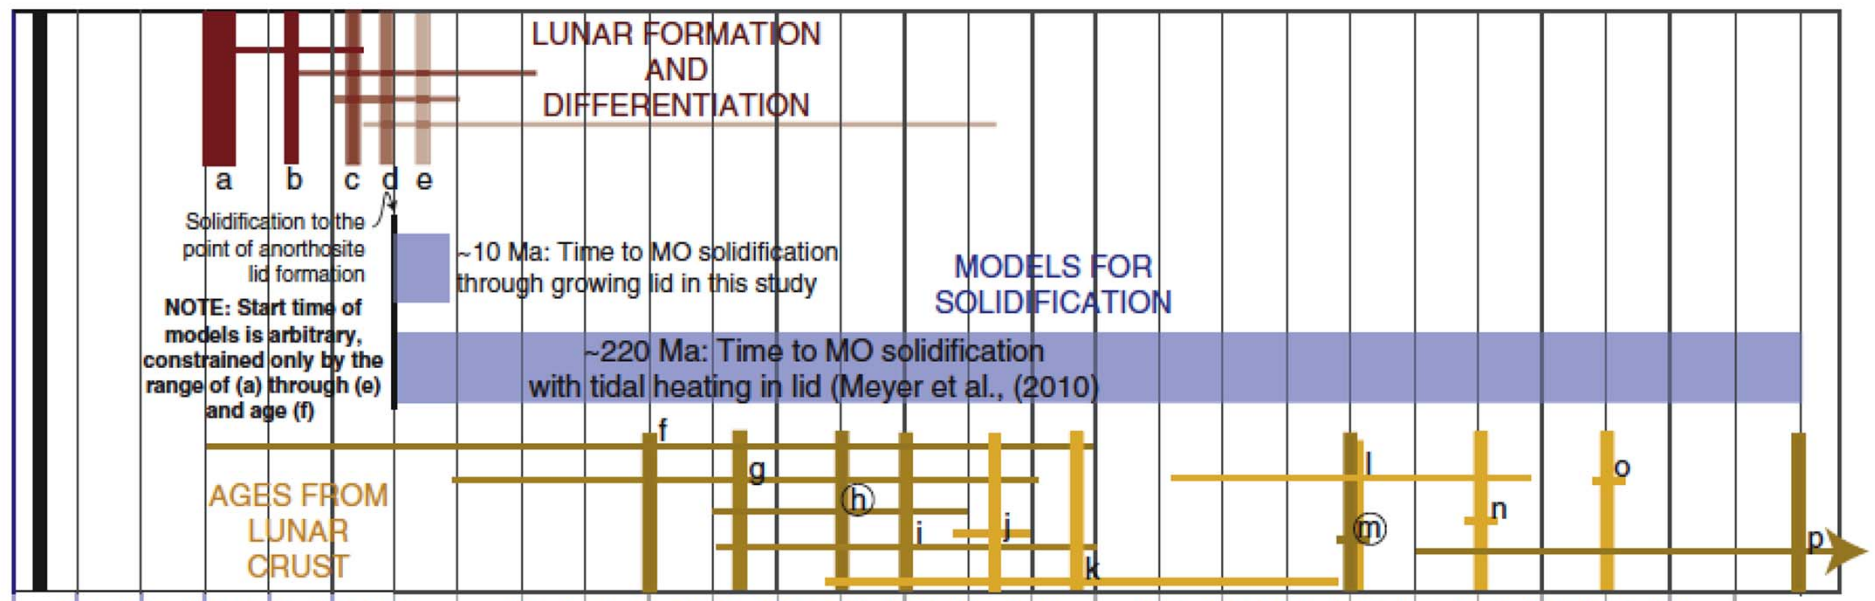 LUNAR FORMATION
AND
DIFFERENTIATION
a b c d e
Solidification to the
point of anorthosite
lid formation
NOTE: Start time of
models is arbitrary,
constrained only by the
range of (a) through (e)
and age (f)
~10 Ma: Time to MO solidification
through growing lid in this study
MODELS FOR
SOLIDIFICATION
~220 Ma: Time to MO solidification
with tidal heating in lid (Meyer et al., (2010)
AGES FROM
LUNAR
CRUST
f
g
h
i
j
k
l
m
n
o
p